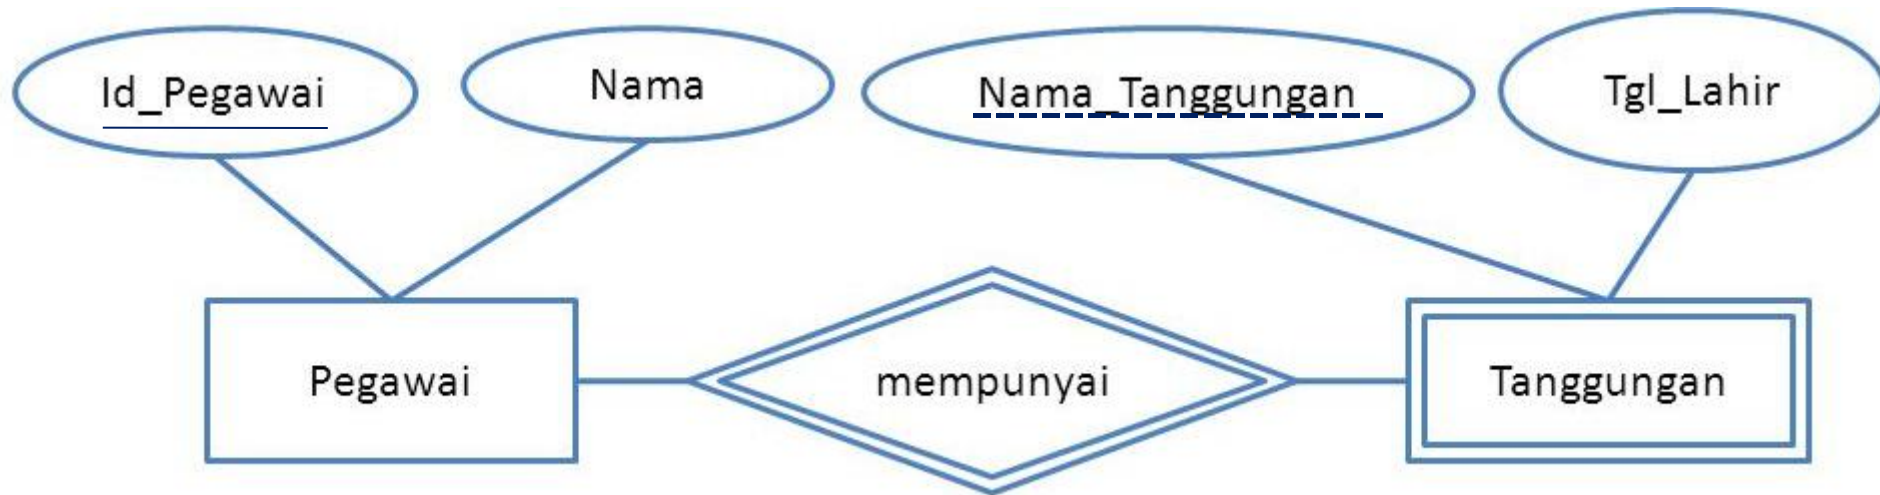 Id_Pegawai
Nama
Nama_Tanggungan
Tgl_Lahir
Pegawai
mempunyai
Tanggungan